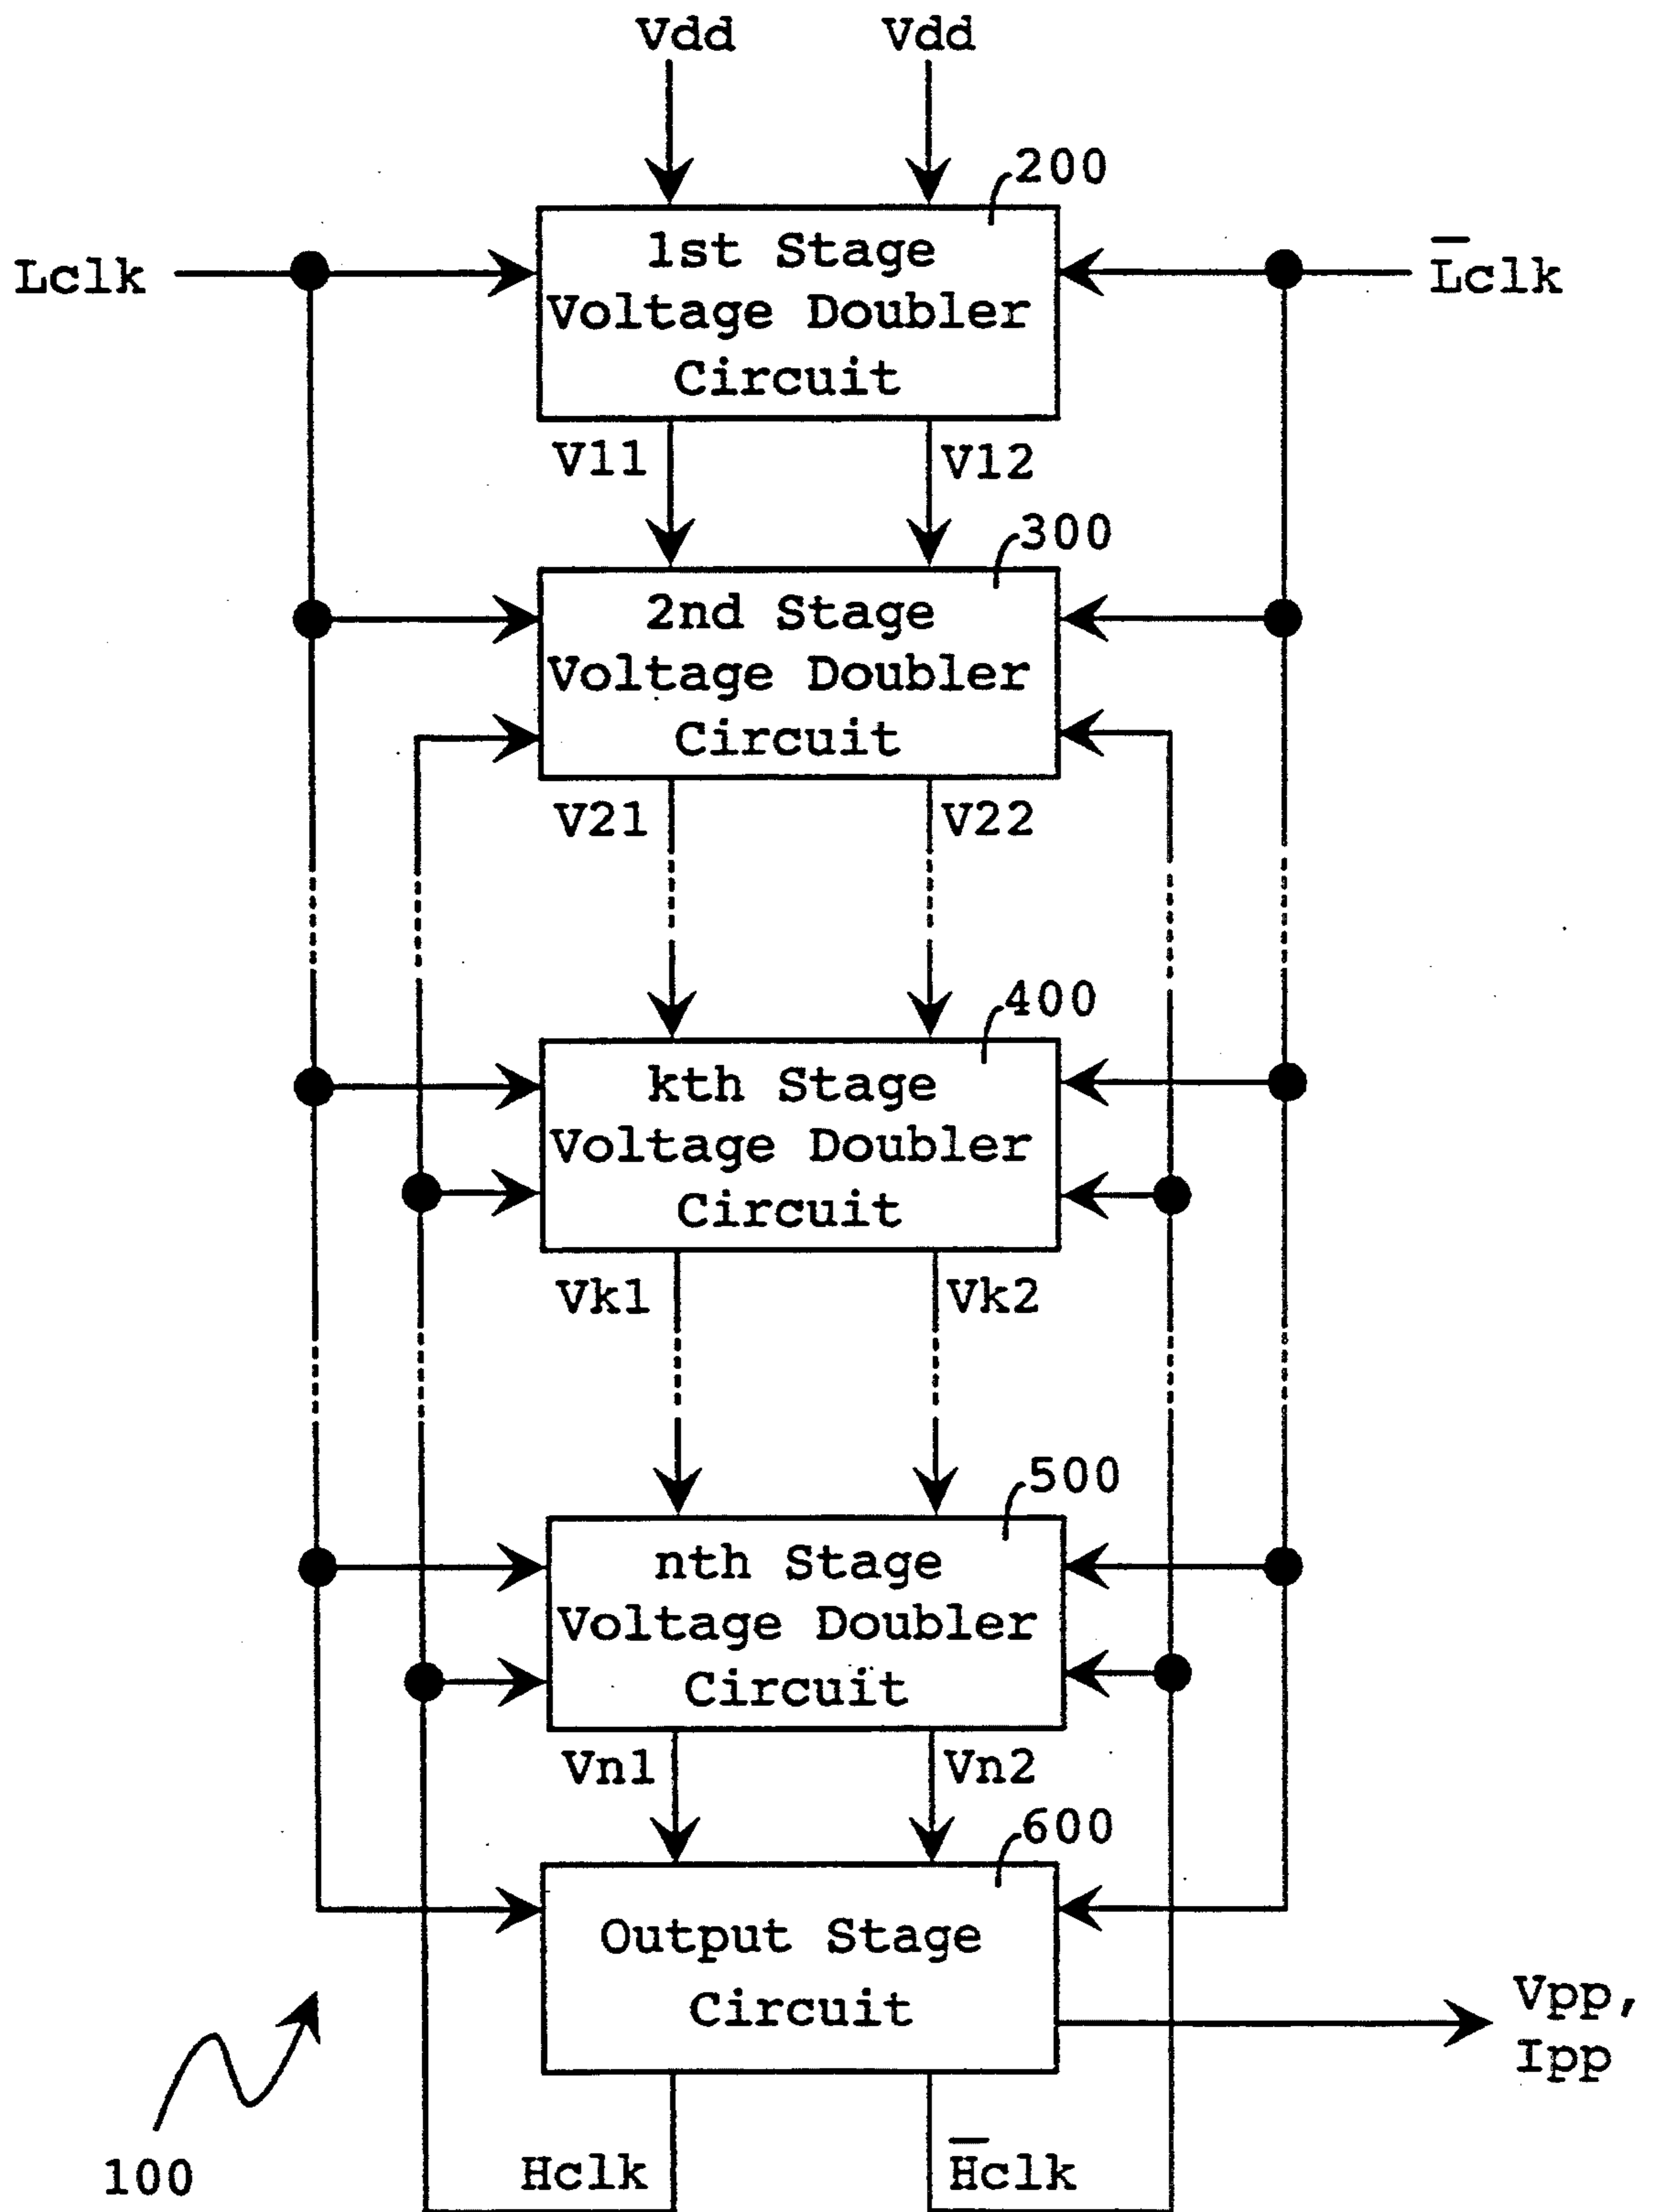 Vdd Vdd
200
Lclk
1st Stage
Voltage Doubler
Circuit
L̅clk
V11 V12
300
2nd Stage
Voltage Doubler
Circuit
V21 V22
400
kth Stage
Voltage Doubler
Circuit
Vk1 Vk2
500
nth Stage
Voltage Doubler
Circuit
Vn1 Vn2
600
Output Stage
Circuit
Vpp,
Ipp
100
Hclk H̅clk